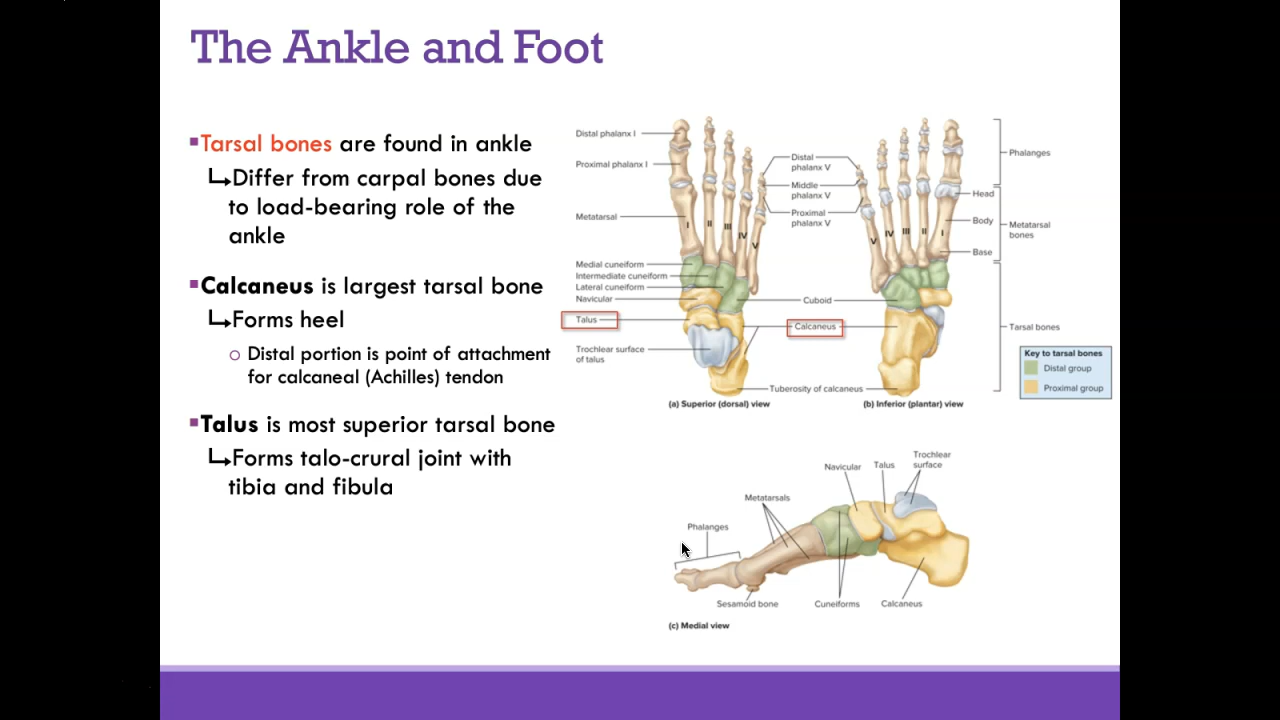 The Ankle and Foot
Tarsal bones are found in ankle
Differ from carpal bones due
to load-bearing role of the
ankle
Calcaneus is largest tarsal bone
Forms heel
Distal portion is point of attachment
for calcaneal (Achilles) tendon
Talus is most superior tarsal bone
Forms talo-crural joint with
tibia and fibula
Distal phalanx I
Proximal phalanx I
Metatarsal
Medial cuneiform
Intermediate cuneiform
Lateral cuneiform
Navicular
Talus
Trochlear surface
of talus
I
II
III
IV
V
Distal
phalanx V
Middle
phalanx V
Proximal
phalanx V
Cuboid
Calcaneus
Tuberosity of calcaneus
V
IV
III
II
I
Phalanges
Head
Body
Base
Metatarsal
bones
Tarsal bones
Key to tarsal bones
Distal group
Proximal group
(a) Superior (dorsal) view
(b) Inferior (plantar) view
Phalanges
Metatarsals
Navicular
Talus
Trochlear
surface
Sesamoid bone
Cuneiforms
Calcaneus
(c) Medial view